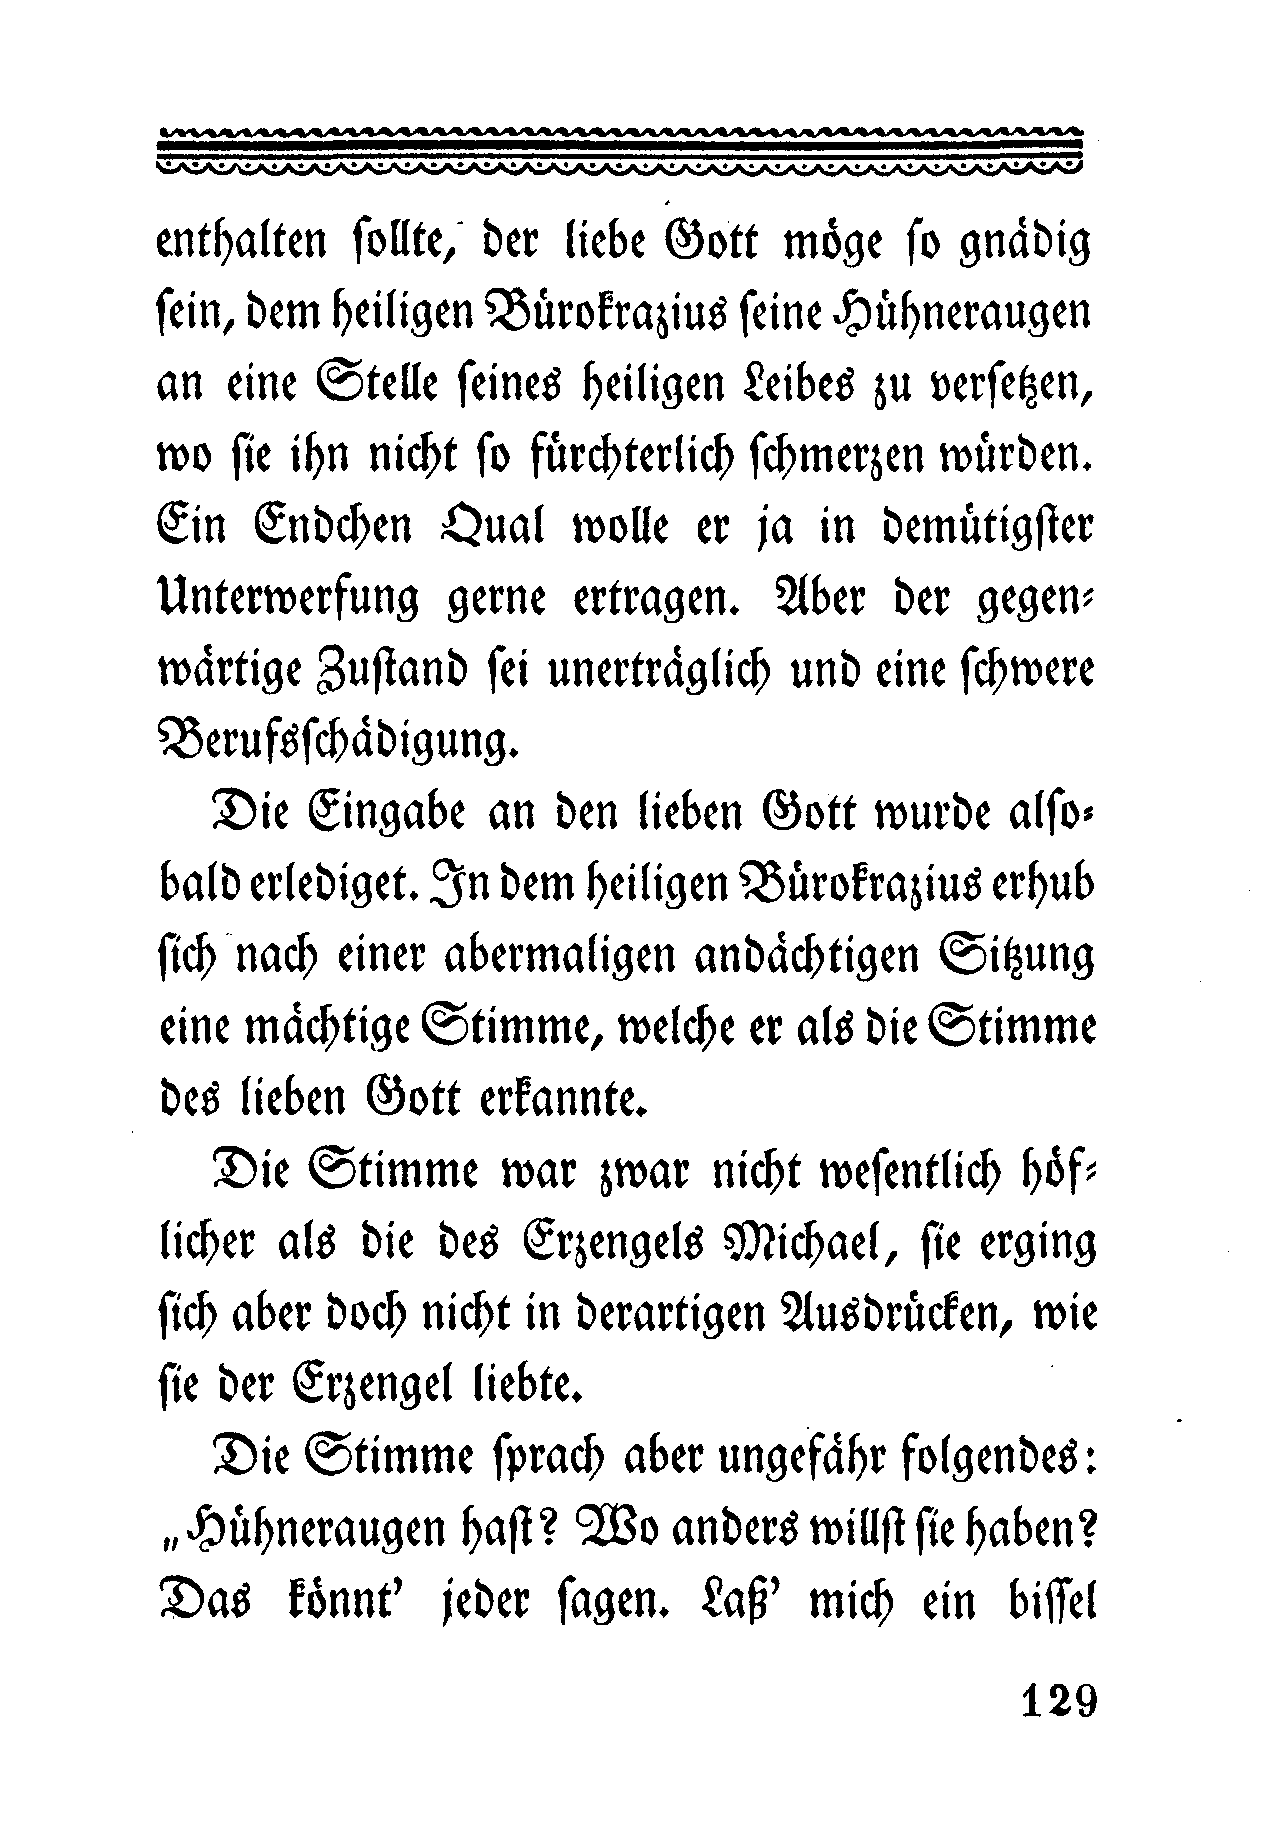 enthalten ſollte, der liebe Gott möge ſo gnädig
ſein, dem heiligen Bürokrazius ſeine Hühneraugen
an eine Stelle ſeines heiligen Leibes zu verſetzen,
wo ſie ihn nicht ſo fürchterlich ſchmerzen würden.
Ein Endchen Qual wolle er ja in demütigſter
Unterwerfung gerne ertragen. Aber der gegen⸗
wärtige Zuſtand ſei unerträglich und eine ſchwere
Berufsſchädigung.
Die Eingabe an den lieben Gott wurde alſo⸗
bald erlediget. In dem heiligen Bürokrazius erhub
ſich nach einer abermaligen andächtigen Sitzung
eine mächtige Stimme, welche er als die Stimme
des lieben Gott erkannte.
Die Stimme war zwar nicht weſentlich höf⸗
licher als die des Erzengels Michael, ſie erging
ſich aber doch nicht in derartigen Ausdrücken, wie
ſie der Erzengel liebte.
Die Stimme ſprach aber ungefähr folgendes:
„Hühneraugen haſt? Wo anders willſt ſie haben?
Das könnt’ jeder ſagen. Laß’ mich ein biſſel
129